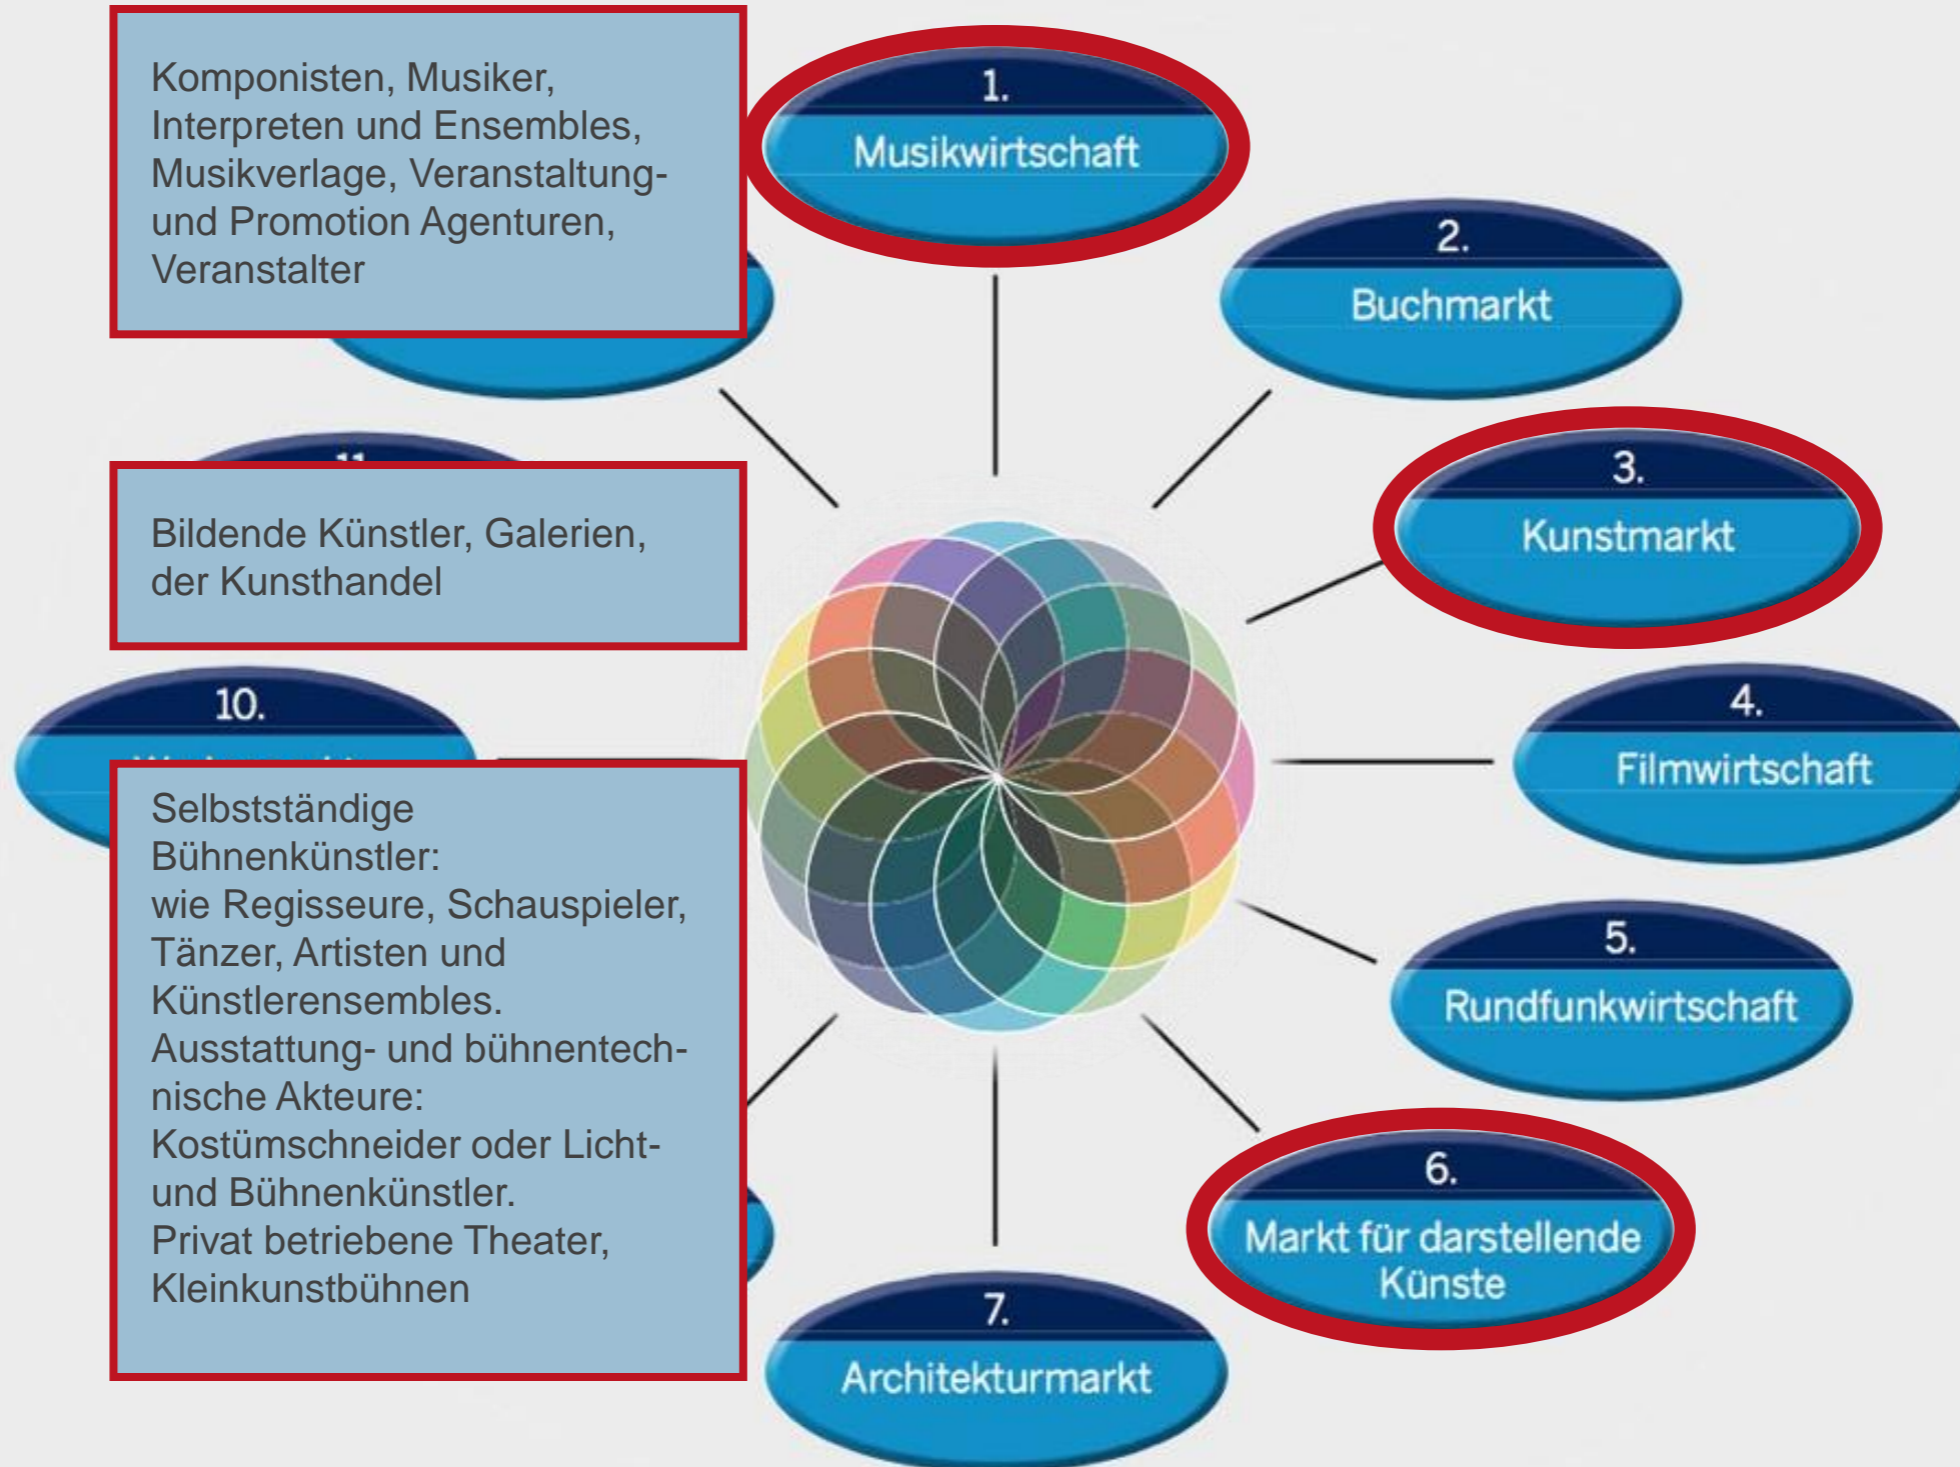 Komponisten, Musiker,
Interpreten und Ensembles,
Musikverlage, Veranstaltung-
und Promotion Agenturen,
Veranstalter
Bildende Künstler, Galerien,
der Kunsthandel
Selbstständige
Bühnenkünstler:
wie Regisseure, Schauspieler,
Tänzer, Artisten und
Künstlerensembles.
Ausstattung- und bühnentech-
nische Akteure:
Kostümschneider oder Licht-
und Bühnenkünstler.
Privat betriebene Theater,
Kleinkunstbühnen
1.
Musikwirtschaft
2.
Buchmarkt
3.
Kunstmarkt
4.
Filmwirtschaft
5.
Rundfunkwirtschaft
6.
Markt für darstellende
Künste
7.
Architekturmarkt
10.
11.